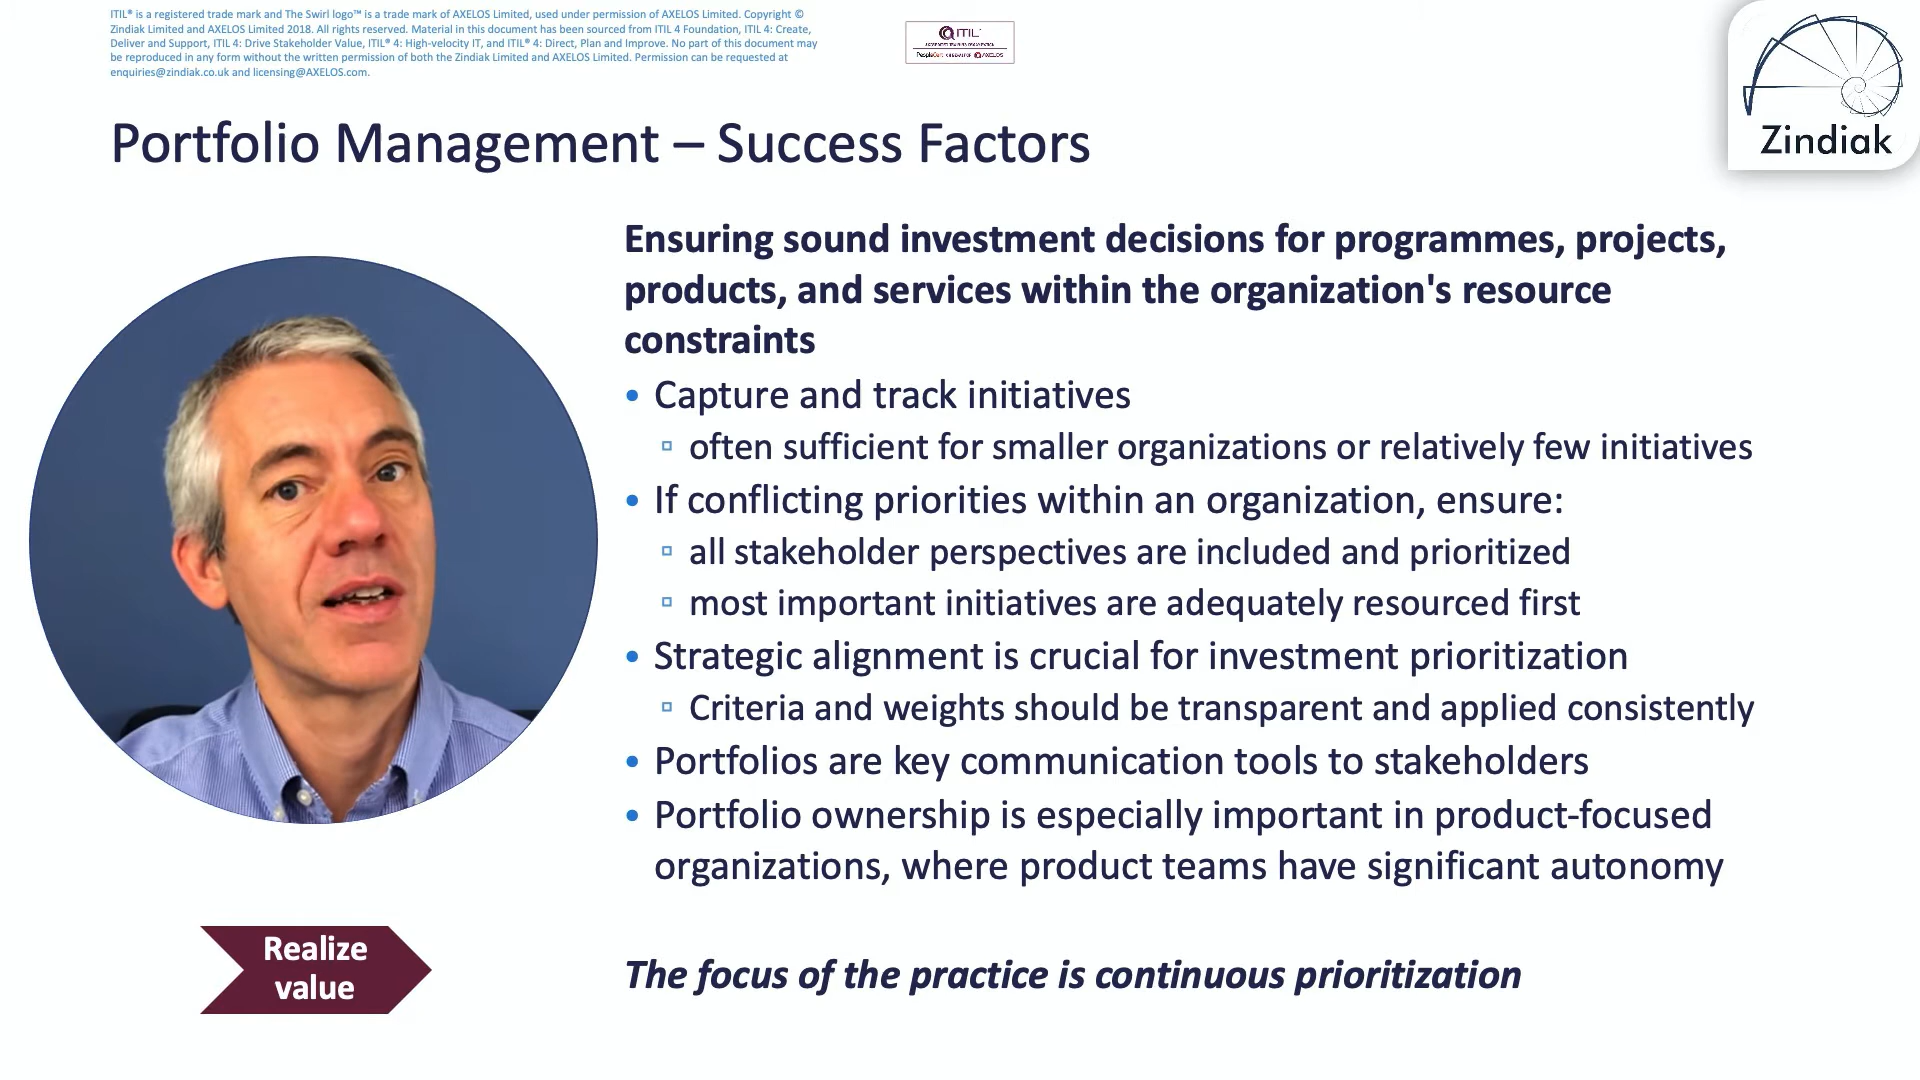 ITIL® is a registered trade mark and The Swirl logo™ is a trade mark of AXELOS Limited, used under permission of AXELOS Limited. Copyright ©
Zindiak Limited and AXELOS Limited 2018. All rights reserved. Material in this document has been sourced from ITIL 4 Foundation, ITIL 4: Create,
Deliver and Support, ITIL 4: Drive Stakeholder Value, ITIL® 4: High-velocity IT, and ITIL® 4: Direct, Plan and Improve. No part of this document may
be reproduced in any form without the written permission of both the Zindiak Limited and AXELOS Limited. Permission can be requested at
enquiries@zindiak.co.uk and licensing@AXELOS.com.
ITIL
PeopleCert AXELOS
Zindiak
Portfolio Management – Success Factors
Ensuring sound investment decisions for programmes, projects,
products, and services within the organization's resource
constraints
• Capture and track initiatives
▫ often sufficient for smaller organizations or relatively few initiatives
• If conflicting priorities within an organization, ensure:
▫ all stakeholder perspectives are included and prioritized
▫ most important initiatives are adequately resourced first
• Strategic alignment is crucial for investment prioritization
▫ Criteria and weights should be transparent and applied consistently
• Portfolios are key communication tools to stakeholders
• Portfolio ownership is especially important in product-focused
organizations, where product teams have significant autonomy
Realize
value
The focus of the practice is continuous prioritization